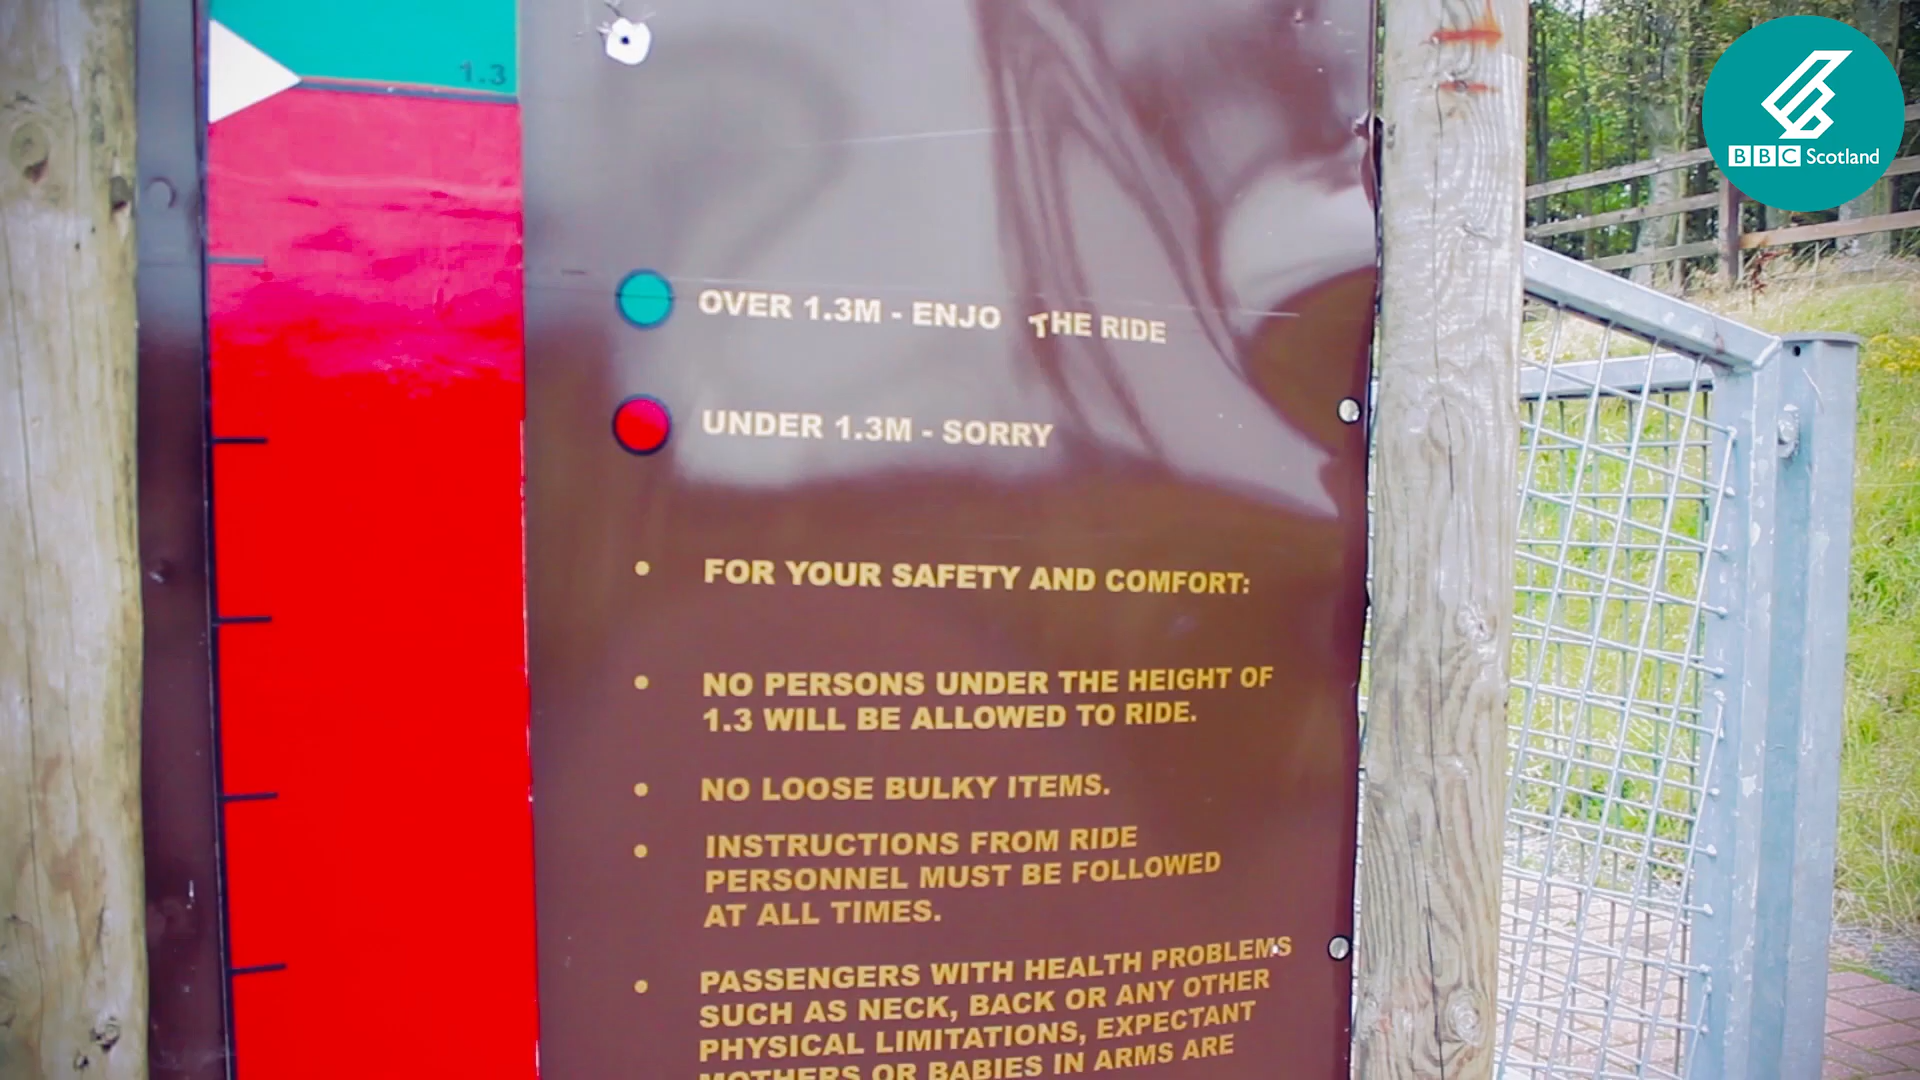 1.3
BBC Scotland
OVER 1.3M - ENJO THE RIDE
UNDER 1.3M - SORRY
• FOR YOUR SAFETY AND COMFORT:
• NO PERSONS UNDER THE HEIGHT OF
1.3 WILL BE ALLOWED TO RIDE.
• NO LOOSE BULKY ITEMS.
• INSTRUCTIONS FROM RIDE
PERSONNEL MUST BE FOLLOWED
AT ALL TIMES.
• PASSENGERS WITH HEALTH PROBLEMS
SUCH AS NECK, BACK OR ANY OTHER
PHYSICAL LIMITATIONS, EXPECTANT
MOTHERS OR BABIES IN ARMS ARE